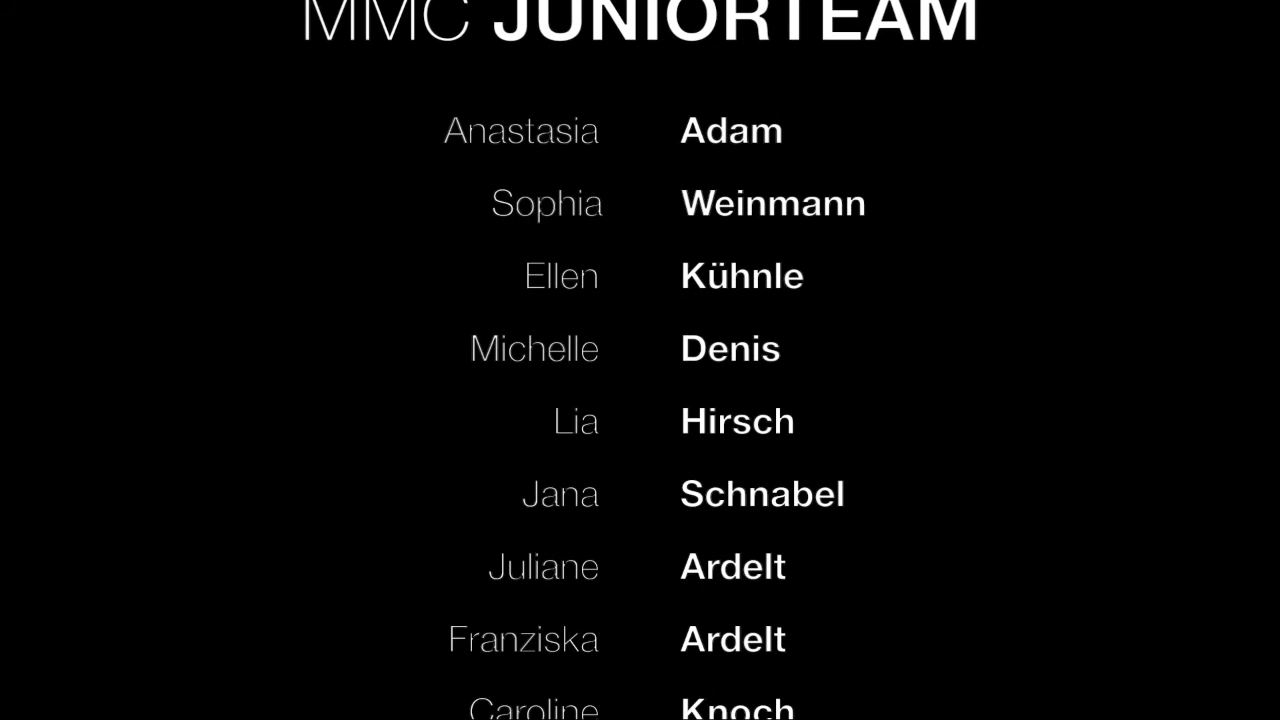 MMC JUNIORTEAM
Anastasia Adam
Sophia Weinmann
Ellen Kühnle
Michelle Denis
Lia Hirsch
Jana Schnabel
Juliane Ardelt
Franziska Ardelt
Caroline Knoch